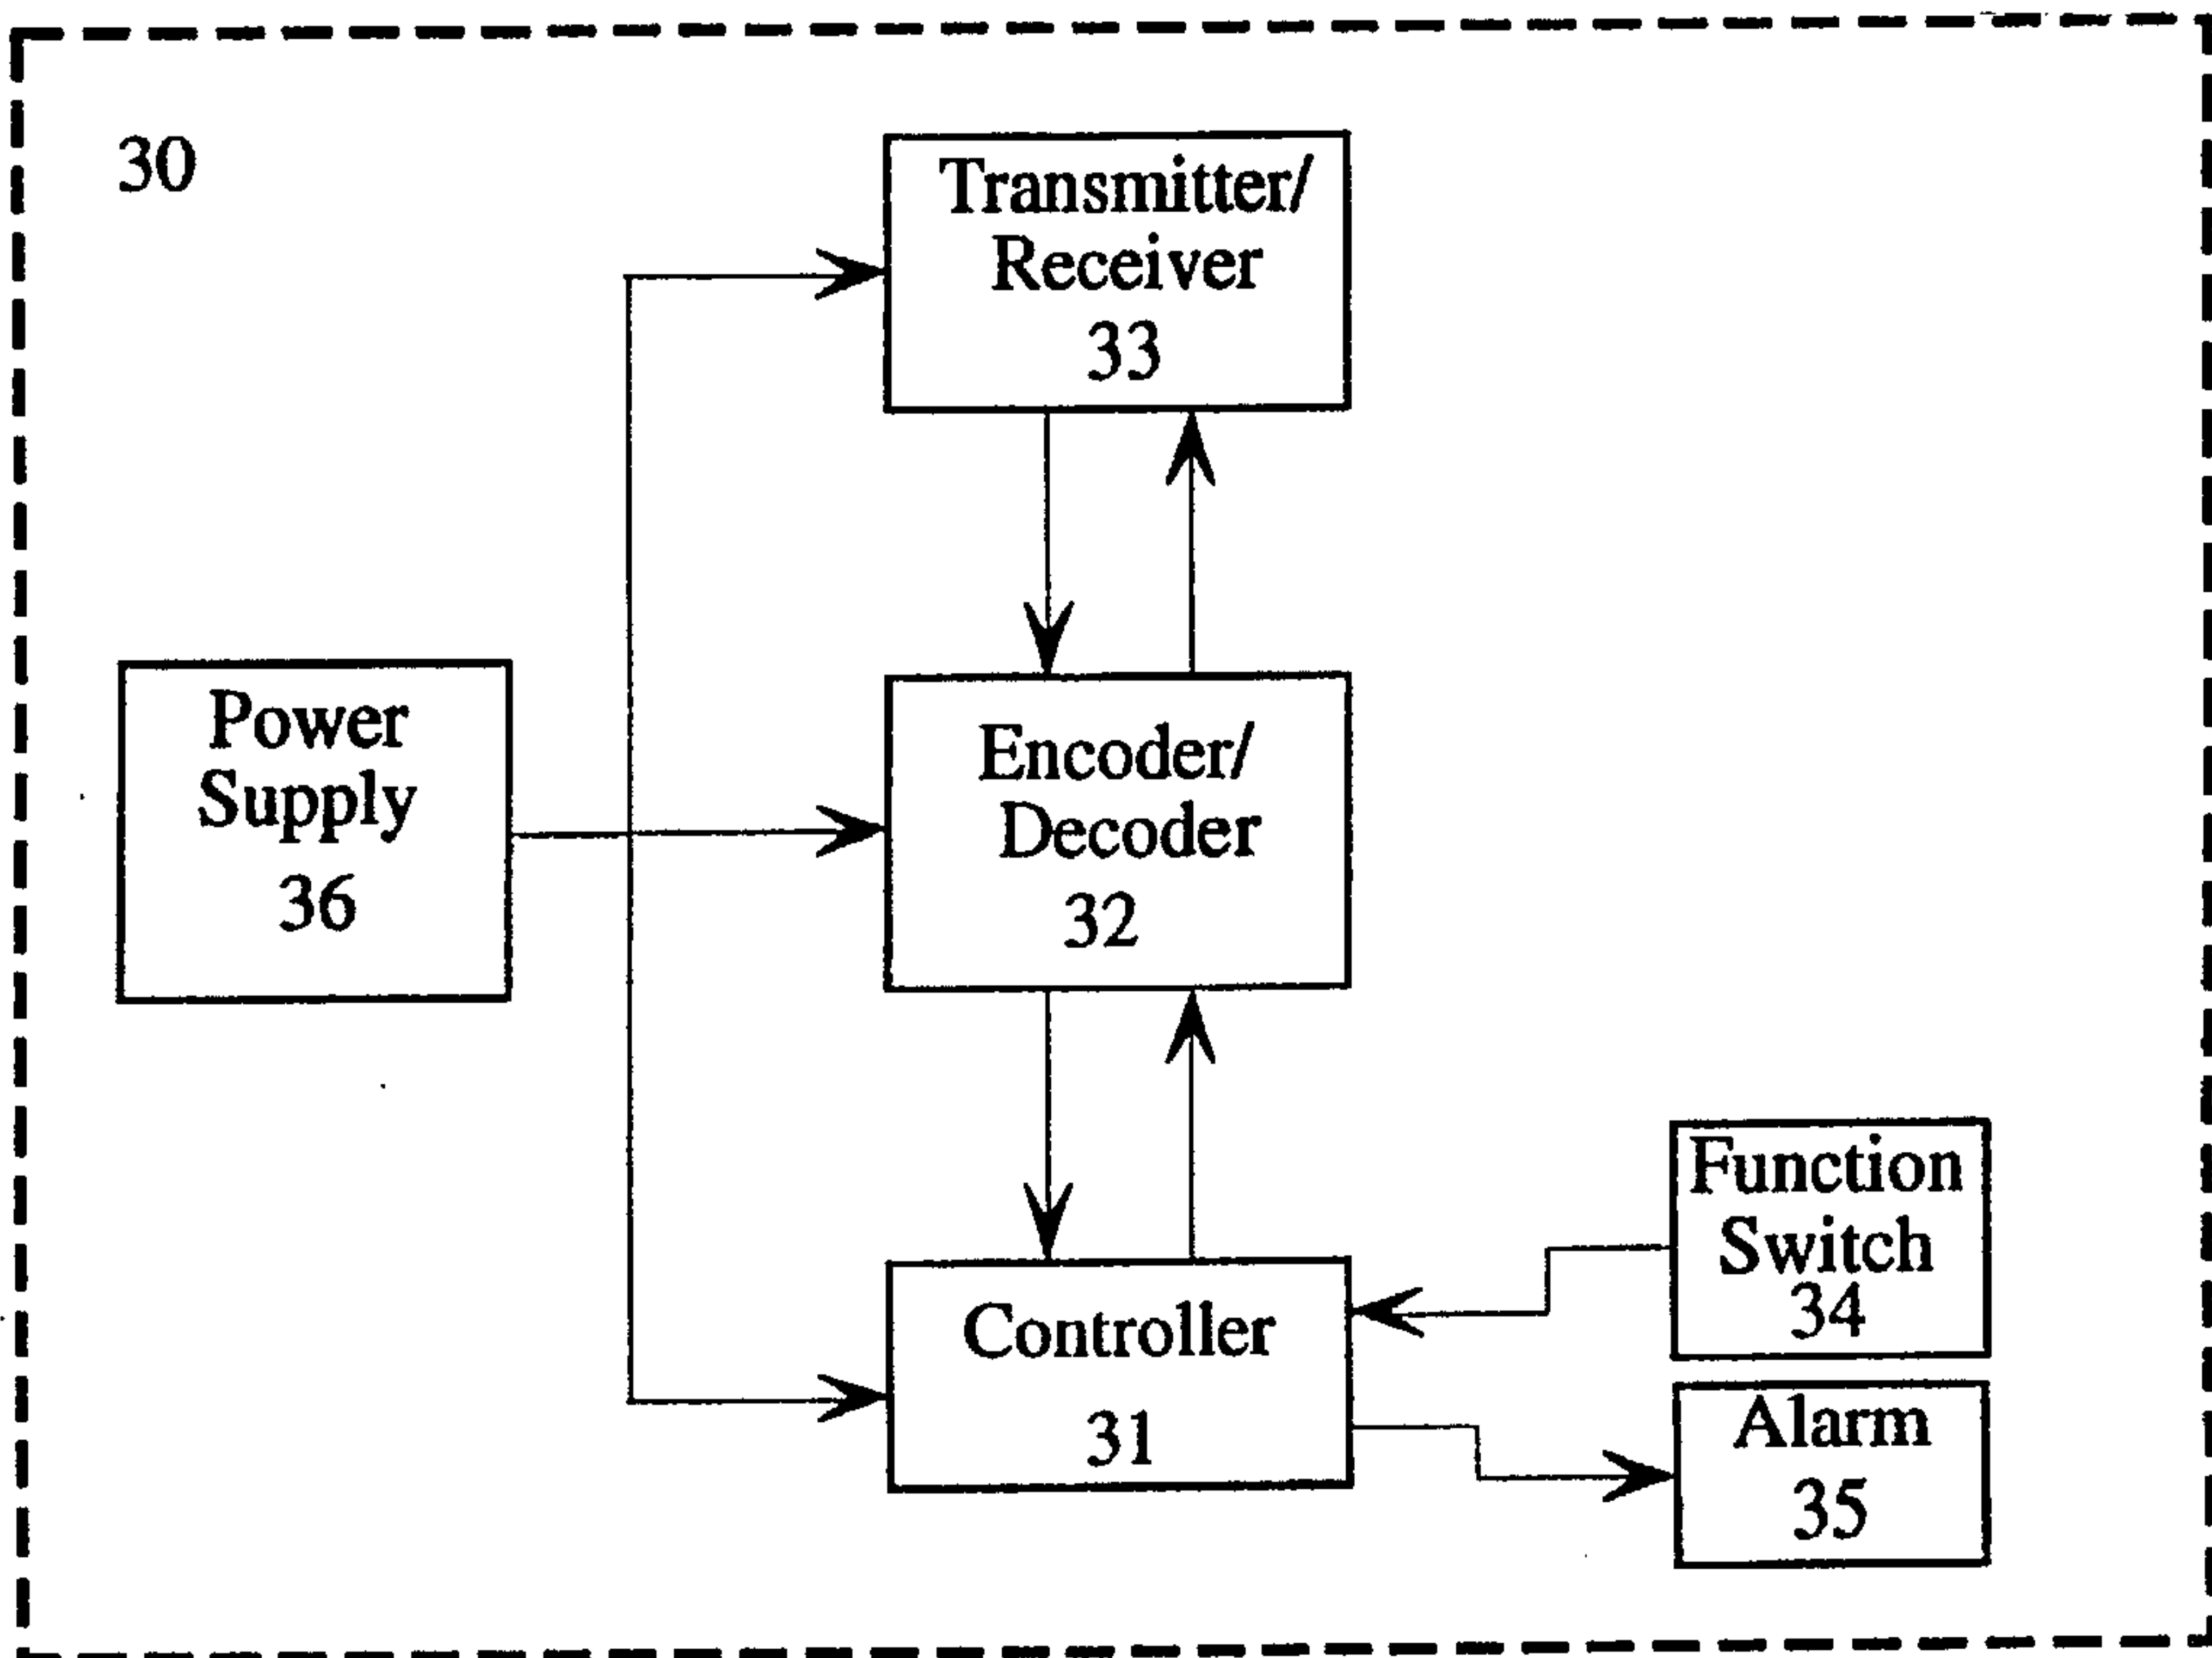 30
Transmitter/
Receiver
33
Power
Supply
36
Encoder/
Decoder
32
Function
Switch
34
Controller
31
Alarm
35